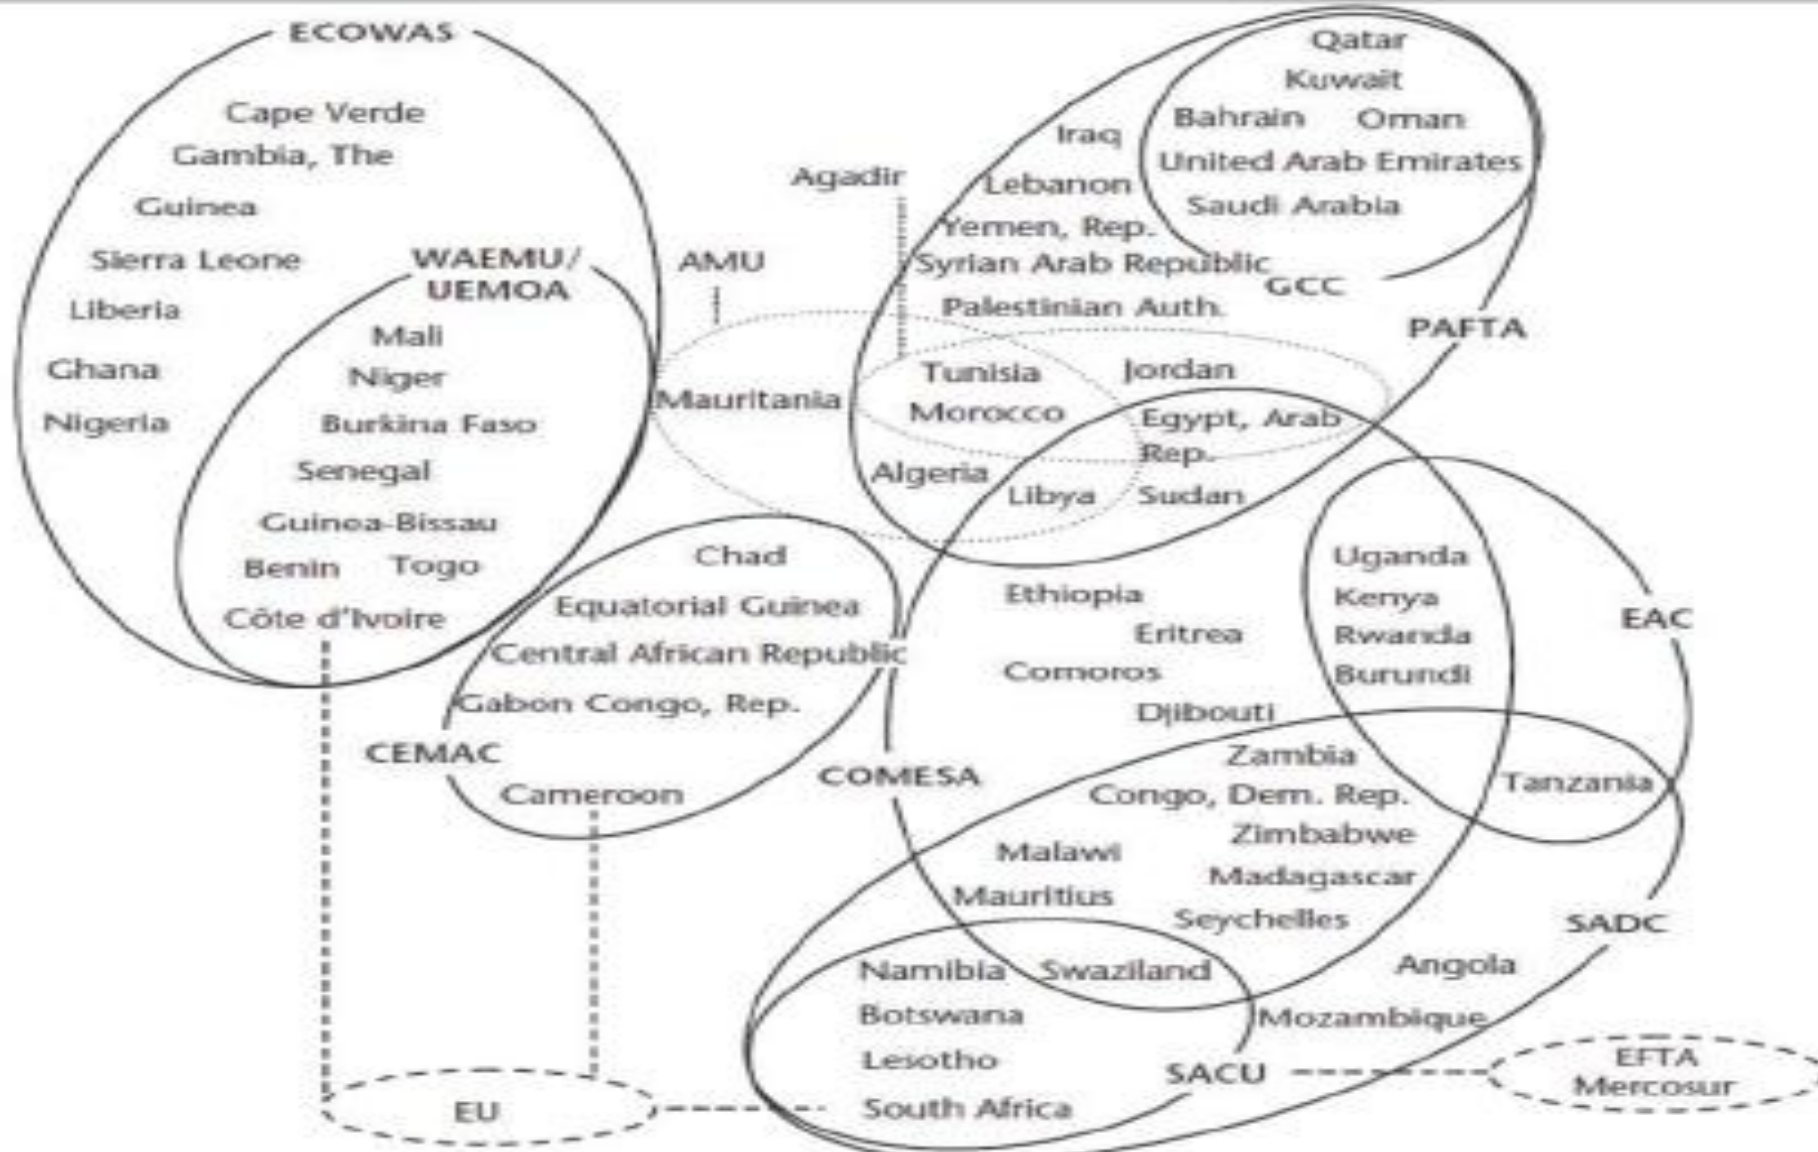 ECOWAS
Cape Verde
Gambia, The
Guinea
Sierra Leone
Liberia
Ghana
Nigeria
WAEMU/
UEMOA
Mali
Niger
Burkina Faso
Senegal
Guinea-Bissau
Benin Togo
Côte d'Ivoire
AMU
Agadir
Mauritania
Qatar
Kuwait
Bahrain Oman
United Arab Emirates
Saudi Arabia
GCC
Iraq
Lebanon
Yemen, Rep.
Syrian Arab Republic
Palestinian Auth.
PAFTA
Tunisia Jordan
Morocco
Egypt, Arab
Rep.
Algeria
Libya Sudan
Chad
Equatorial Guinea
Central African Republic
Gabon Congo, Rep.
CEMAC
Cameroon
Ethiopia
Eritrea
Comoros
Djibouti
COMESA
Uganda
Kenya
Rwanda
Burundi
EAC
Tanzania
Zambia
Congo, Dem. Rep.
Zimbabwe
Malawi
Madagascar
Mauritius
Seychelles
SADC
Angola
Mozambique
Namibia Swaziland
Botswana
Lesotho
South Africa
SACU
EU
EFTA
Mercosur